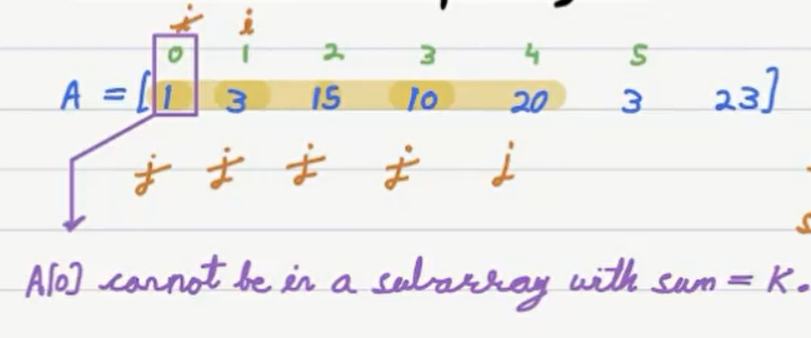 i i
0 1 2 3 4 5
A = [ 1 3 15 10 20 3 23 ]
j j j j j
A[0] cannot be in a subarray with sum = K.